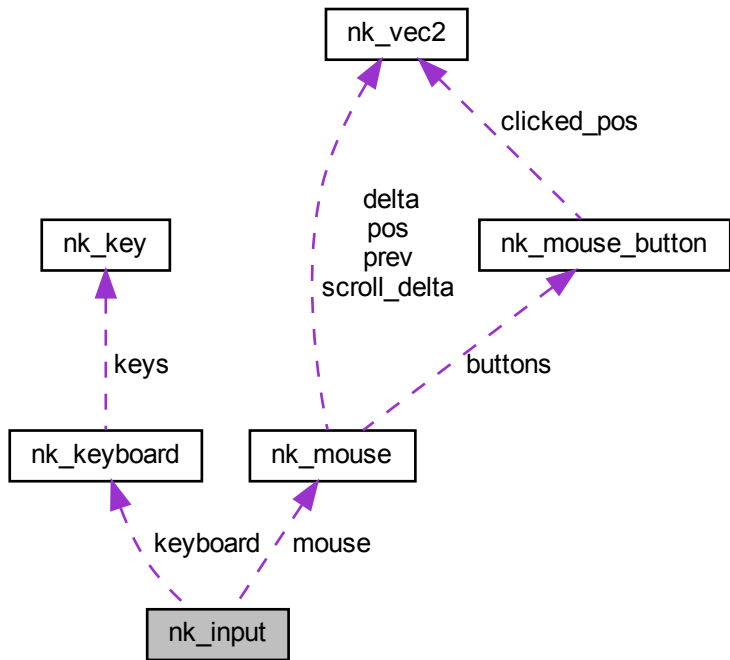 nk_vec2
clicked_pos
delta
pos
prev
scroll_delta
nk_key
nk_mouse_button
keys
buttons
nk_keyboard
nk_mouse
keyboard
mouse
nk_input